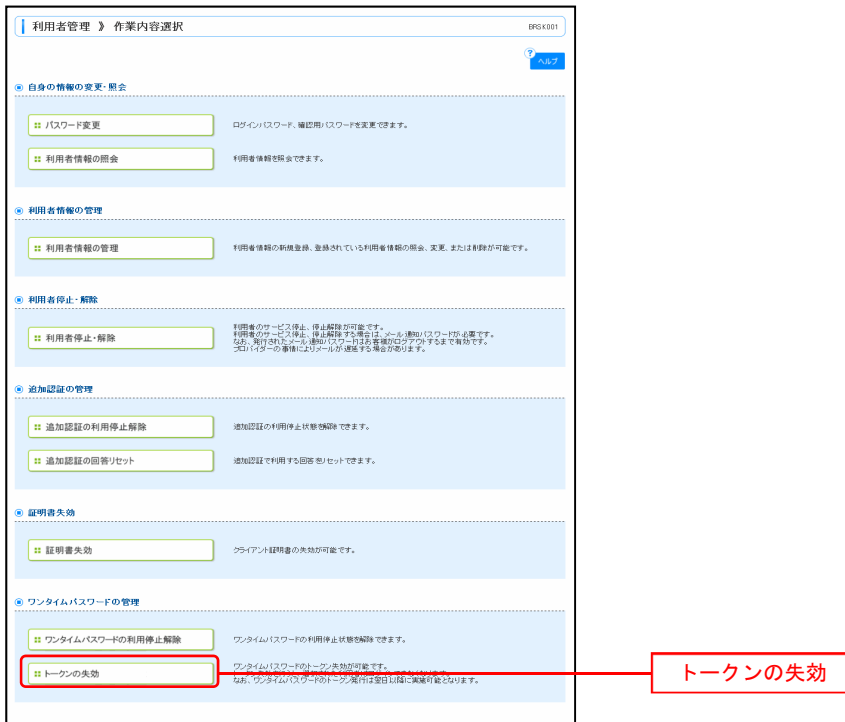 利用者管理 》 作業内容選択
BRSK001
?
ヘルプ
自身の情報の変更・照会
パスワード変更
ログインパスワード、確認用パスワードを変更できます。
利用者情報の照会
利用者情報を照会できます。
利用者情報の管理
利用者情報の管理
利用者情報の新規登録、登録されている利用者情報の照会、変更、または削除が可能です。
利用者停止・解除
利用者停止・解除
利用者のサービス停止、停止解除が可能です。
利用者のサービス停止、停止解除する場合は、メール通知パスワードが必要です。
なお、発行されたメール通知パスワードはお客様がログアウトするまで有効です。
プロバイダーの事情によりメールが遅延する場合があります。
追加認証の管理
追加認証の利用停止解除
追加認証の利用停止状態を解除できます。
追加認証の回答リセット
追加認証で利用する回答をリセットできます。
証明書失効
証明書失効
クライアント証明書の失効が可能です。
ワンタイムパスワードの管理
ワンタイムパスワードの利用停止解除
ワンタイムパスワードの利用停止状態を解除できます。
トークンの失効
ワンタイムパスワードのトークン失効が可能です。
なお、ワンタイムパスワードのトークン発行は翌日以降に実施可能となります。
トークンの失効